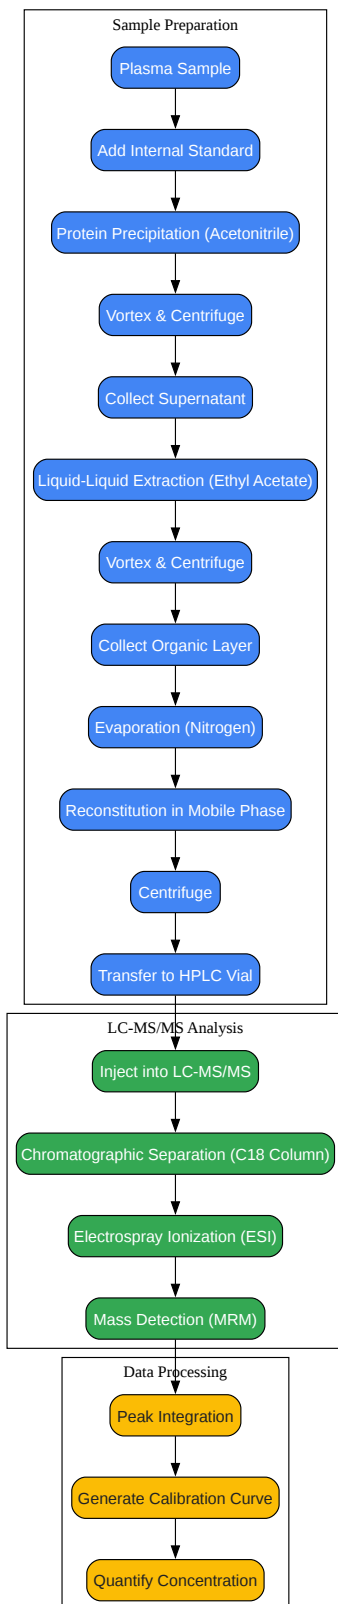 Sample Preparation
Plasma Sample
Add Internal Standard
Protein Precipitation (Acetonitrile)
Vortex & Centrifuge
Collect Supernatant
Liquid-Liquid Extraction (Ethyl Acetate)
Vortex & Centrifuge
Collect Organic Layer
Evaporation (Nitrogen)
Reconstitution in Mobile Phase
Centrifuge
Transfer to HPLC Vial
LC-MS/MS Analysis
Inject into LC-MS/MS
Chromatographic Separation (C18 Column)
Electrospray Ionization (ESI)
Mass Detection (MRM)
Data Processing
Peak Integration
Generate Calibration Curve
Quantify Concentration